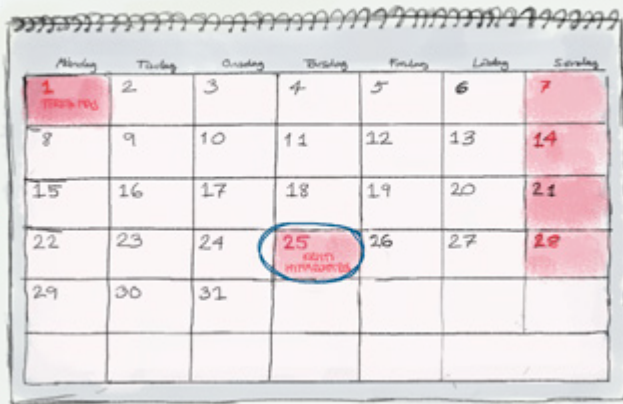 Måndag Tisdag Onsdag Torsdag Fredag Lördag Söndag
1 2 3 4 5 6 7
8 9 10 11 12 13 14
15 16 17 18 19 20 21
22 23 24 25 26 27 28
KRISTI
HIMMELSFÄRD
29 30 31